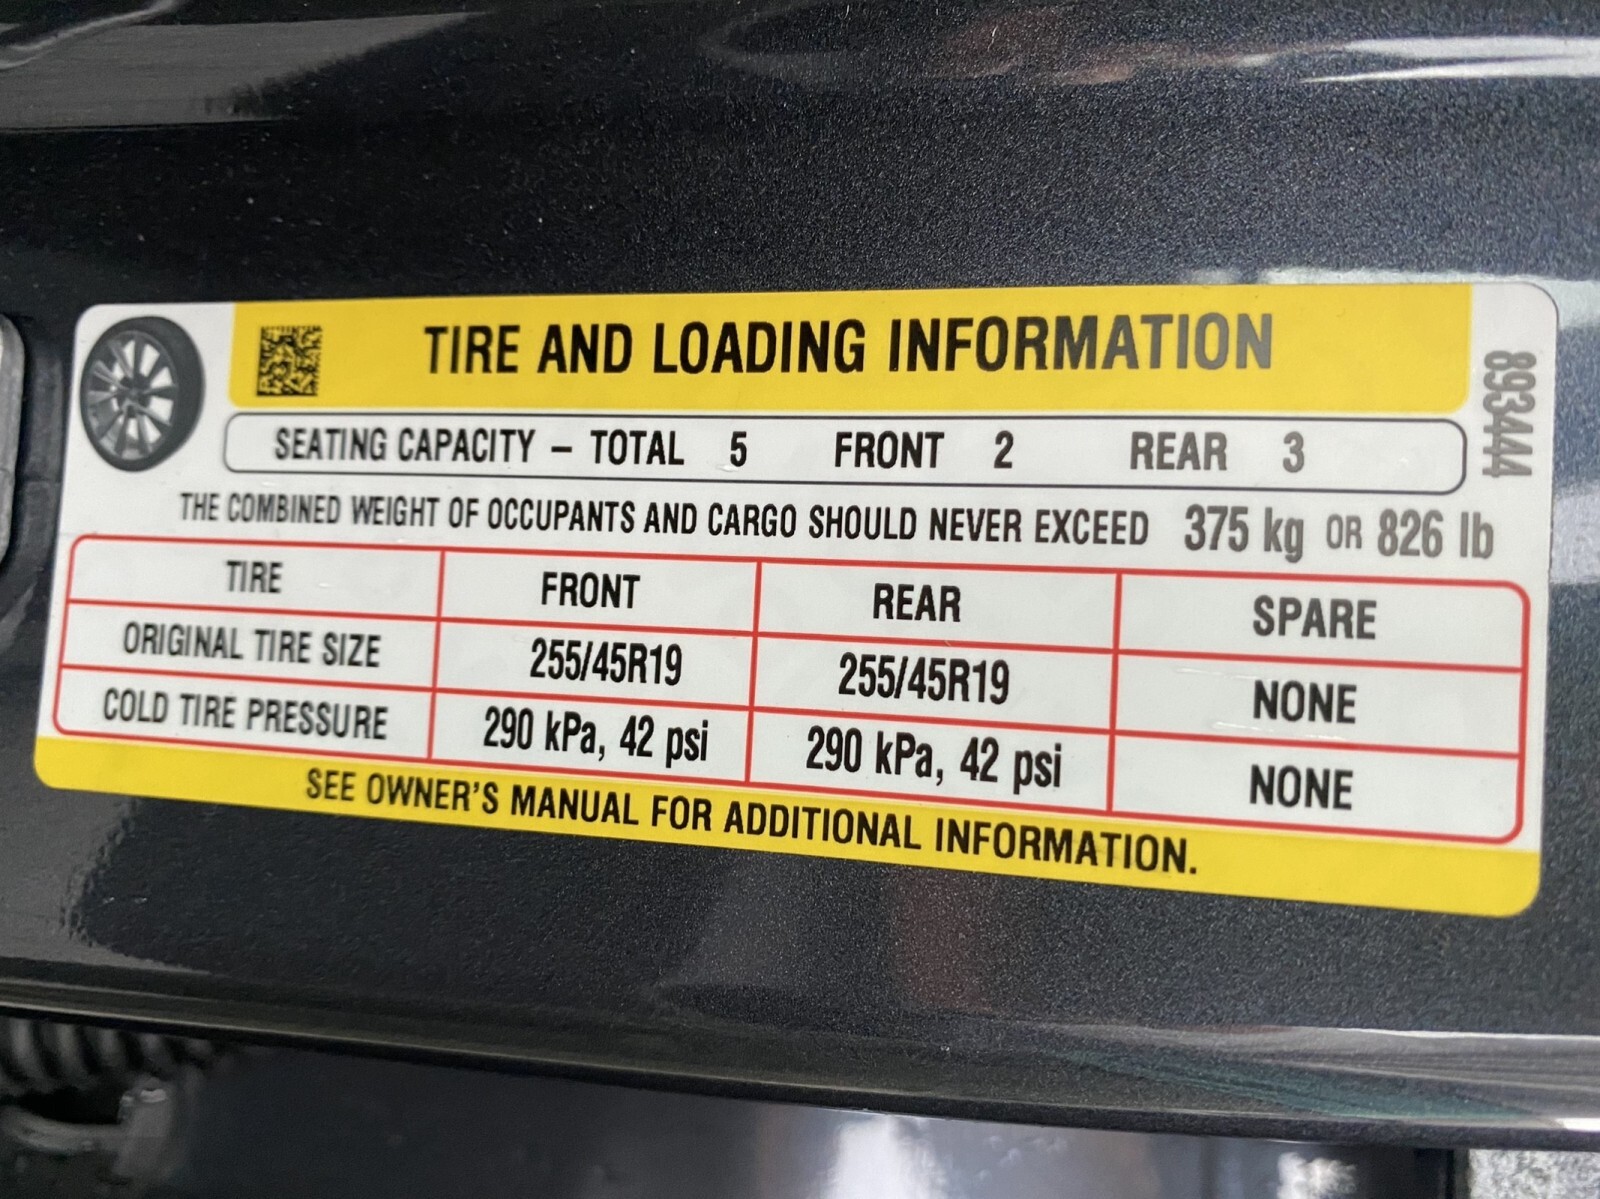 TIRE AND LOADING INFORMATION
893444
SEATING CAPACITY – TOTAL 5 FRONT 2 REAR 3
THE COMBINED WEIGHT OF OCCUPANTS AND CARGO SHOULD NEVER EXCEED 375 kg OR 826 lb
TIRE FRONT REAR SPARE
ORIGINAL TIRE SIZE 255/45R19 255/45R19 NONE
COLD TIRE PRESSURE 290 kPa, 42 psi 290 kPa, 42 psi NONE
SEE OWNER'S MANUAL FOR ADDITIONAL INFORMATION.